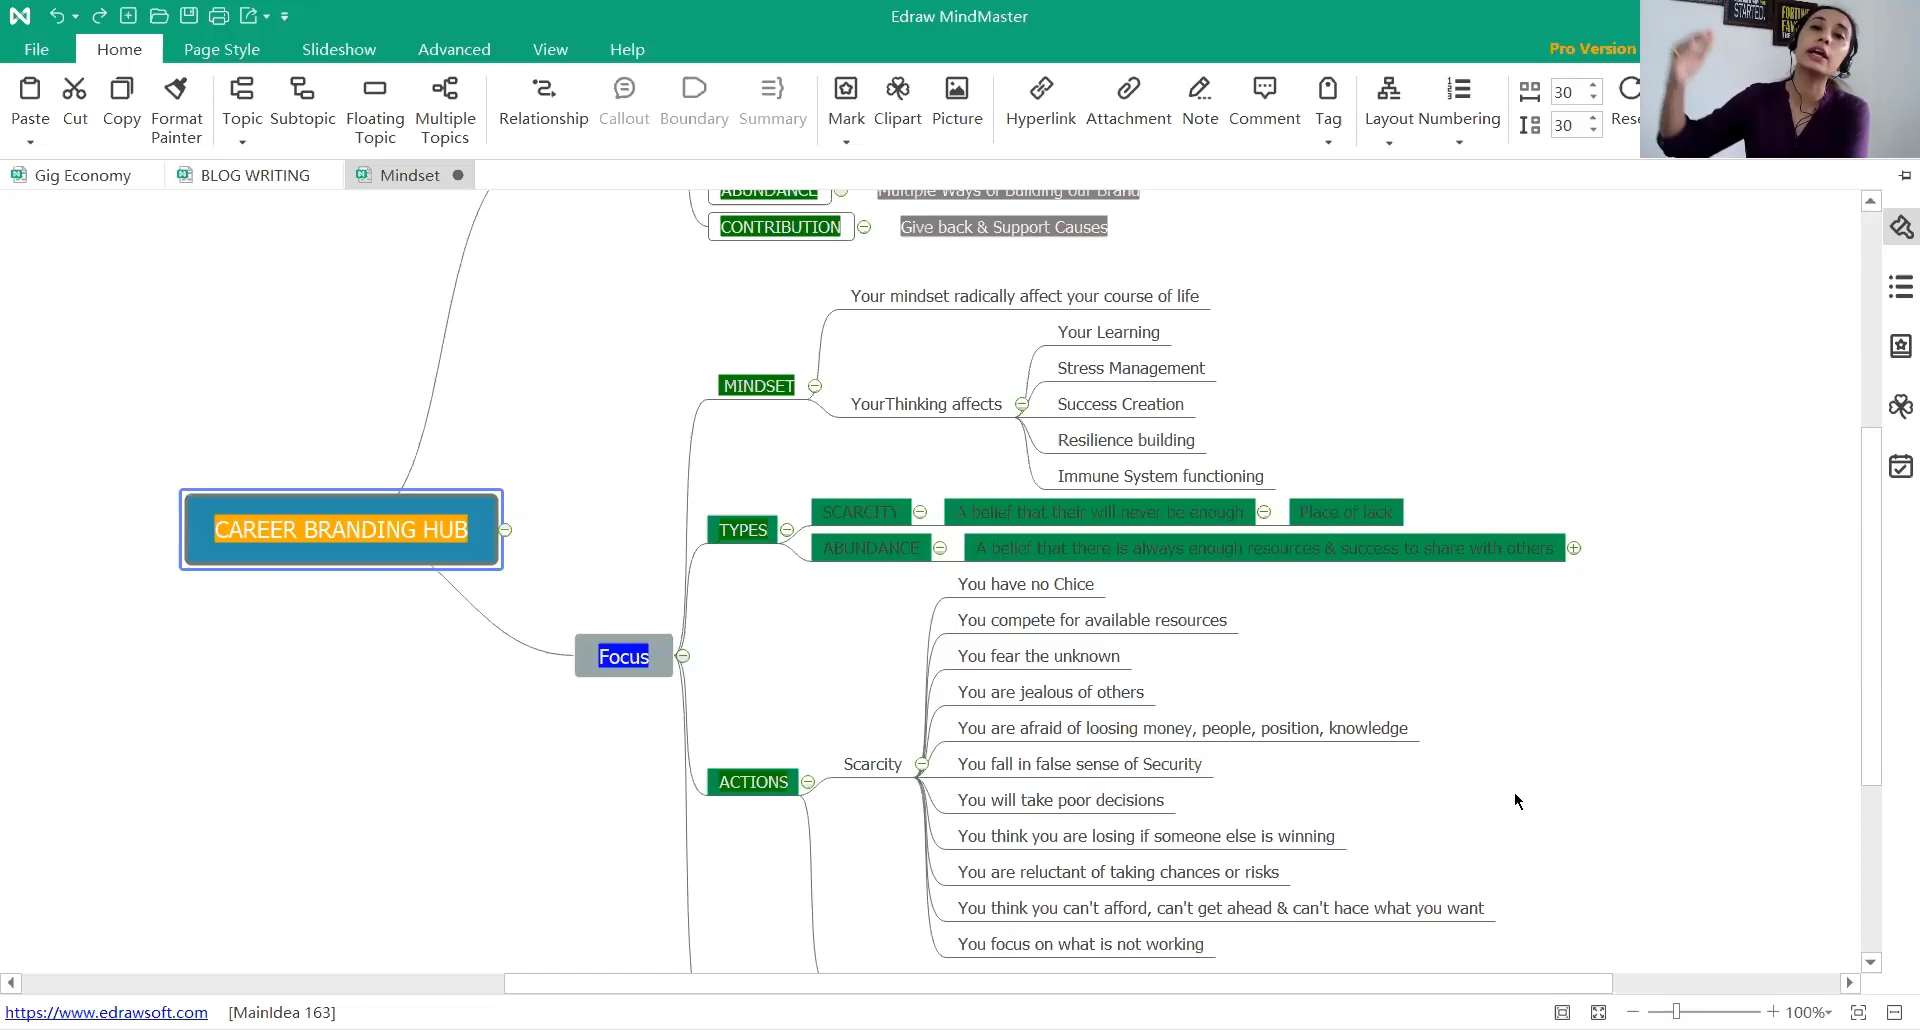 Edraw MindMaster
File Home Page Style Slideshow Advanced View Help
Pro Version
STARTED.
Paste Cut Copy Format Painter Topic Subtopic Floating Topic Multiple Topics Relationship Callout Boundary Summary Mark Clipart Picture Hyperlink Attachment Note Comment Tag Layout Numbering 30 30 Rese
Gig Economy BLOG WRITING Mindset
ABUNDANCE Multiple Ways of Building our Brand
CONTRIBUTION Give back & Support Causes
Your mindset radically affect your course of life
Your Learning
Stress Management
MINDSET
YourThinking affects Success Creation
Resilience building
Immune System functioning
SCARCITY A belief that their will never be enough Place of lack
CAREER BRANDING HUB
TYPES
ABUNDANCE A belief that there is always enough resources & success to share with others
You have no Chice
You compete for available resources
Focus
You fear the unknown
You are jealous of others
You are afraid of loosing money, people, position, knowledge
ACTIONS
Scarcity You fall in false sense of Security
You will take poor decisions
You think you are losing if someone else is winning
You are reluctant of taking chances or risks
You think you can't afford, can't get ahead & can't hace what you want
You focus on what is not working
https://www.edrawsoft.com [MainIdea 163] 100%